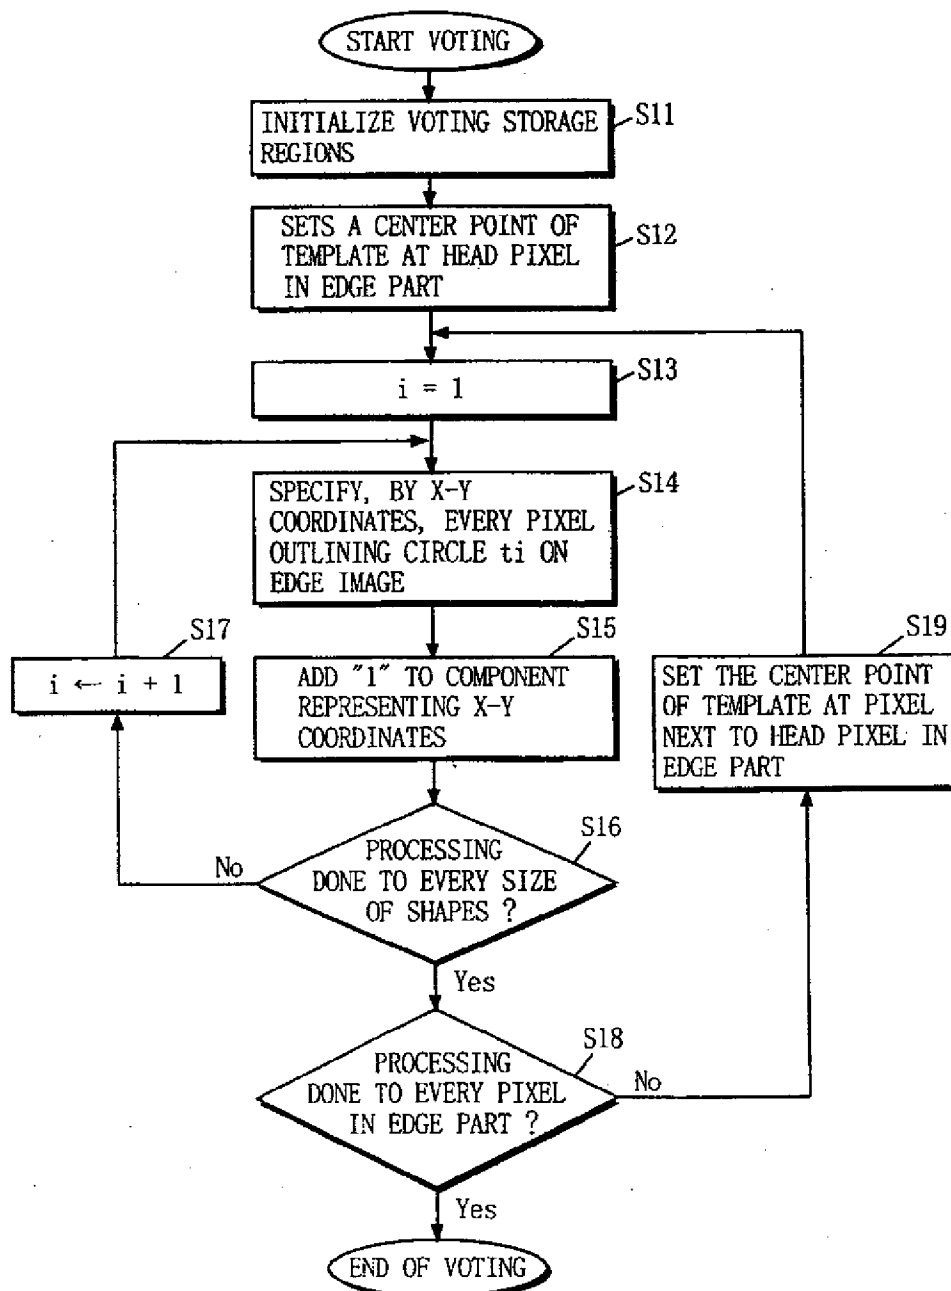 START VOTING
S11
INITIALIZE VOTING STORAGE
REGIONS
S12
SETS A CENTER POINT OF
TEMPLATE AT HEAD PIXEL
IN EDGE PART
S13
i = 1
S14
SPECIFY, BY X-Y
COORDINATES, EVERY PIXEL
OUTLINING CIRCLE ti ON
EDGE IMAGE
S17
i ← i + 1
S15
ADD "1" TO COMPONENT
REPRESENTING X-Y
COORDINATES
S19
SET THE CENTER POINT
OF TEMPLATE AT PIXEL
NEXT TO HEAD PIXEL IN
EDGE PART
S16
PROCESSING
DONE TO EVERY SIZE
OF SHAPES ?
No
Yes
S18
PROCESSING
DONE TO EVERY PIXEL
IN EDGE PART ?
No
Yes
END OF VOTING